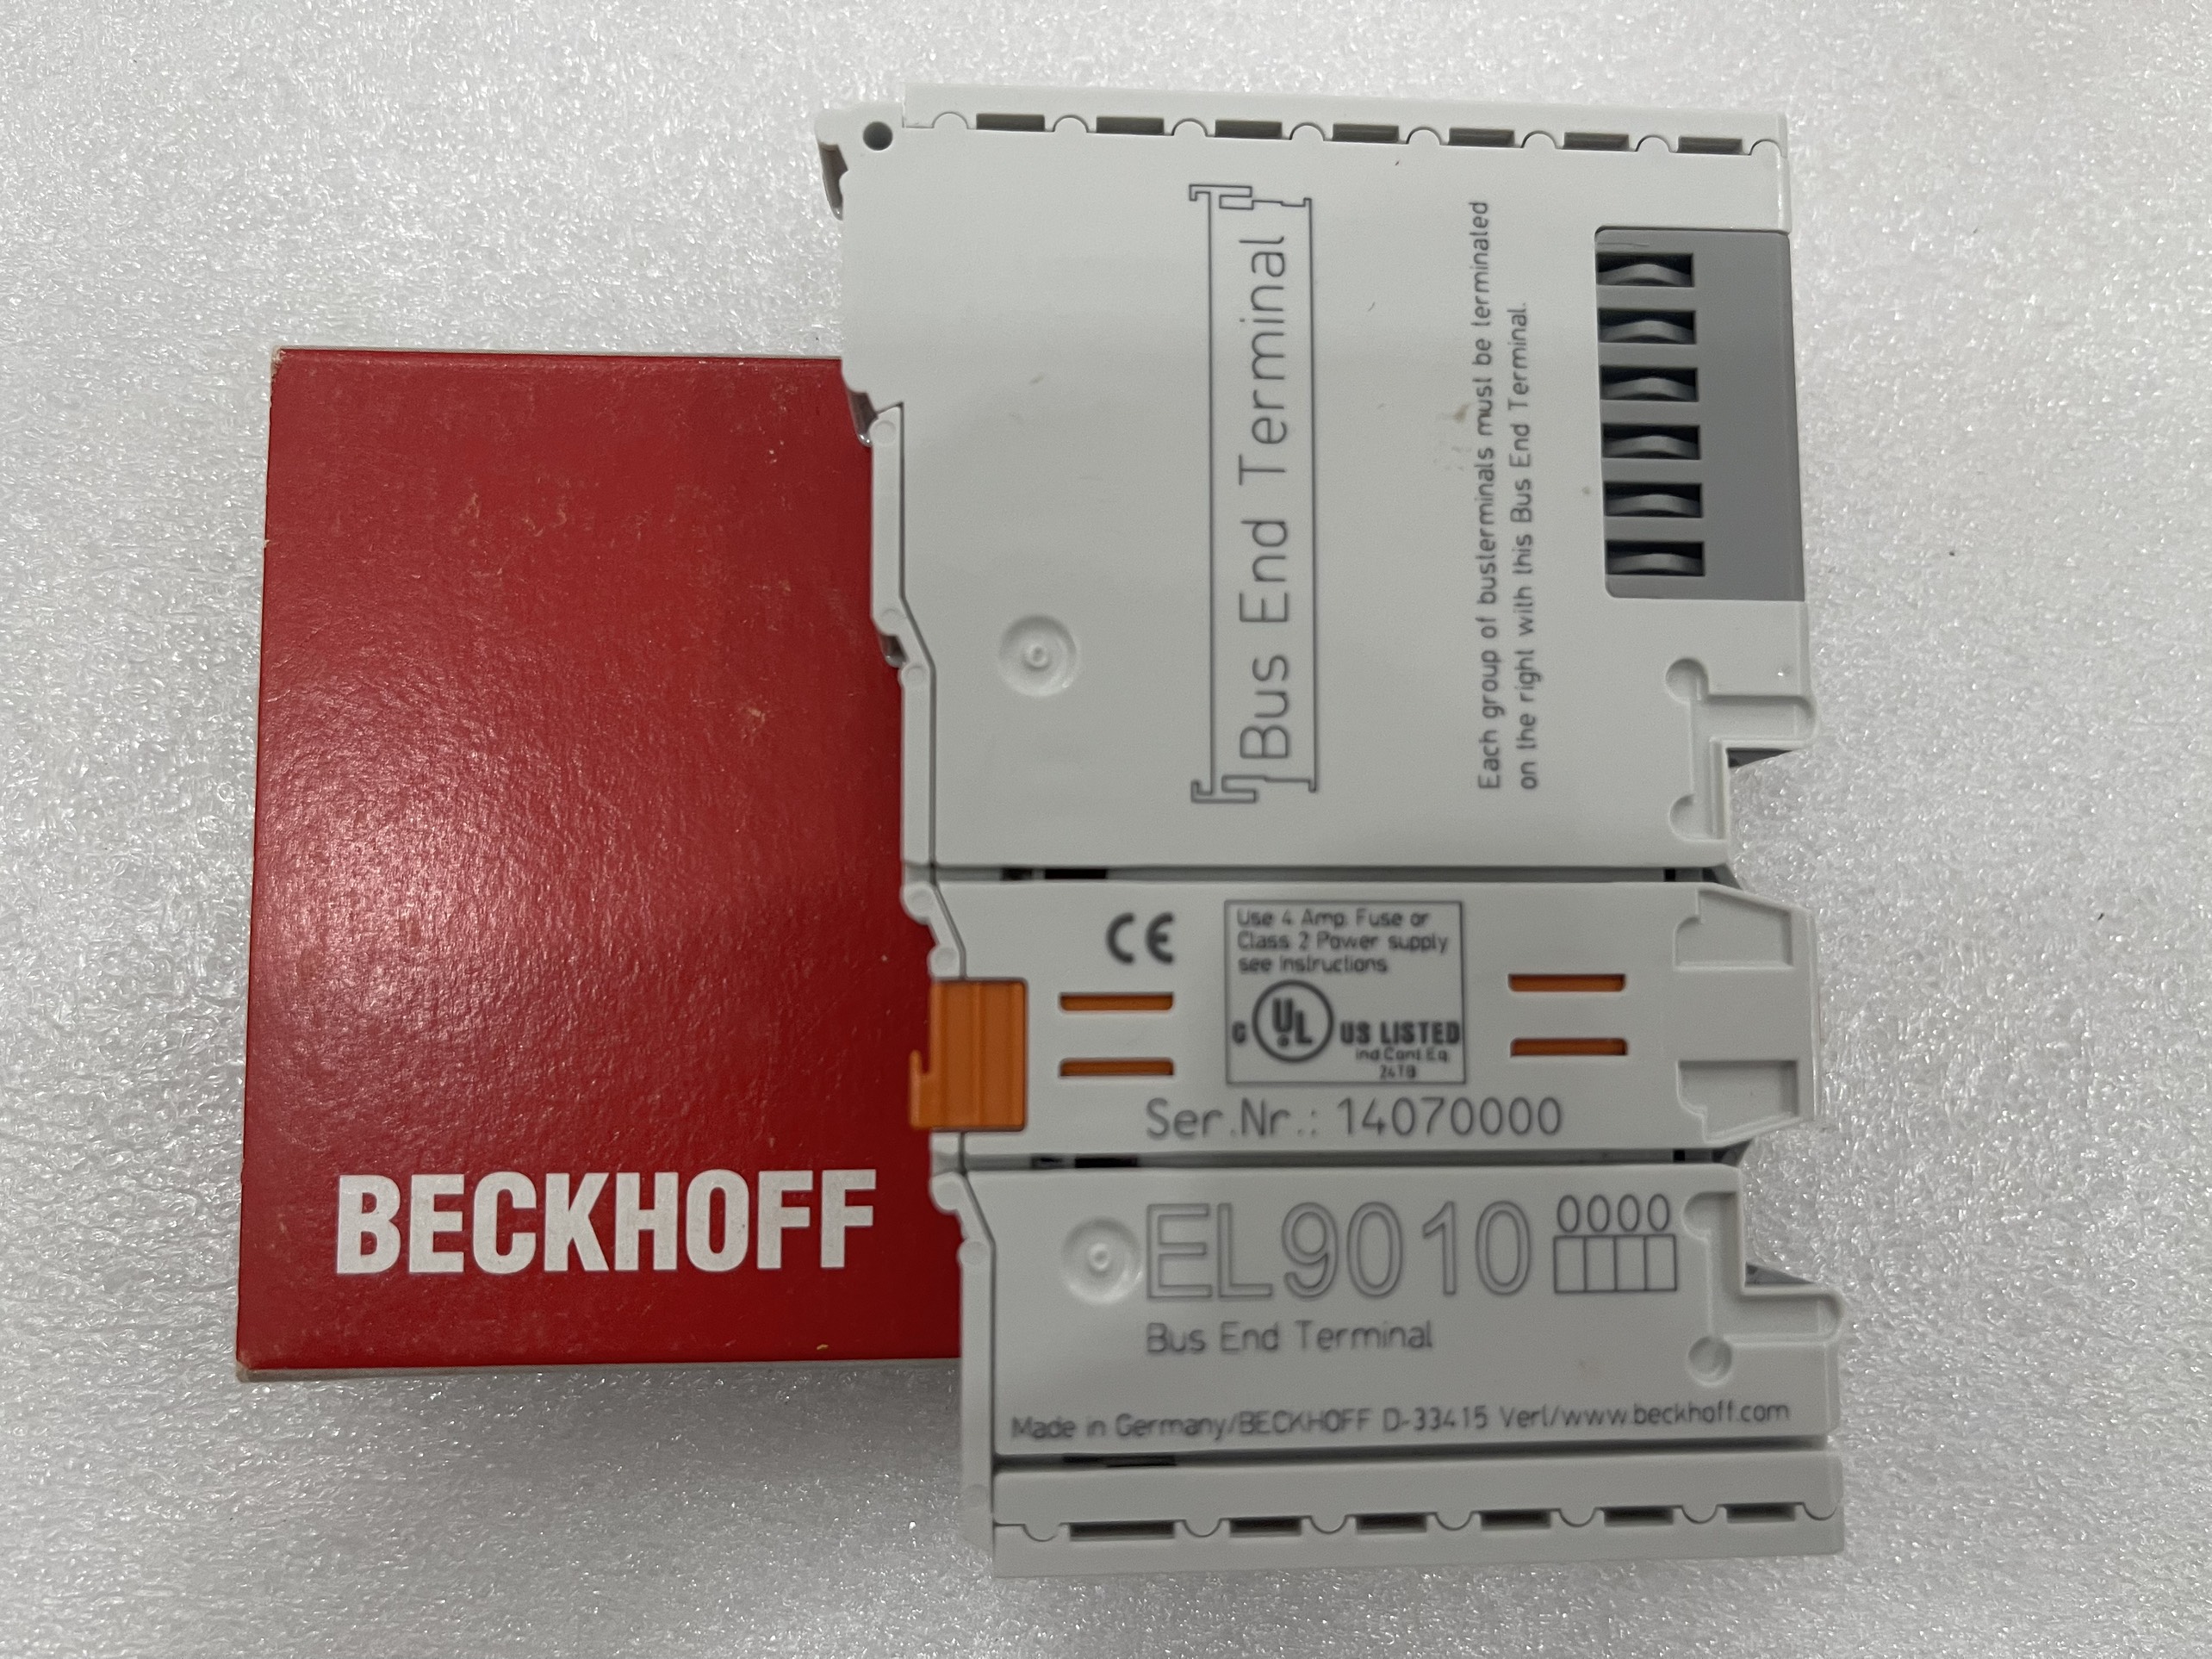 Bus End Terminal
Each group of busterminals must be terminated
on the right with this Bus End Terminal.
CE
Use 4 Amp. Fuse or
Class 2 Power supply
see instructions
C UL US LISTED
Ind.Cont.Eq.
24TB
Ser.Nr.: 14070000
BECKHOFF
EL9010 0000
Bus End Terminal
Made in Germany/BECKHOFF D-33415 Verl/www.beckhoff.com